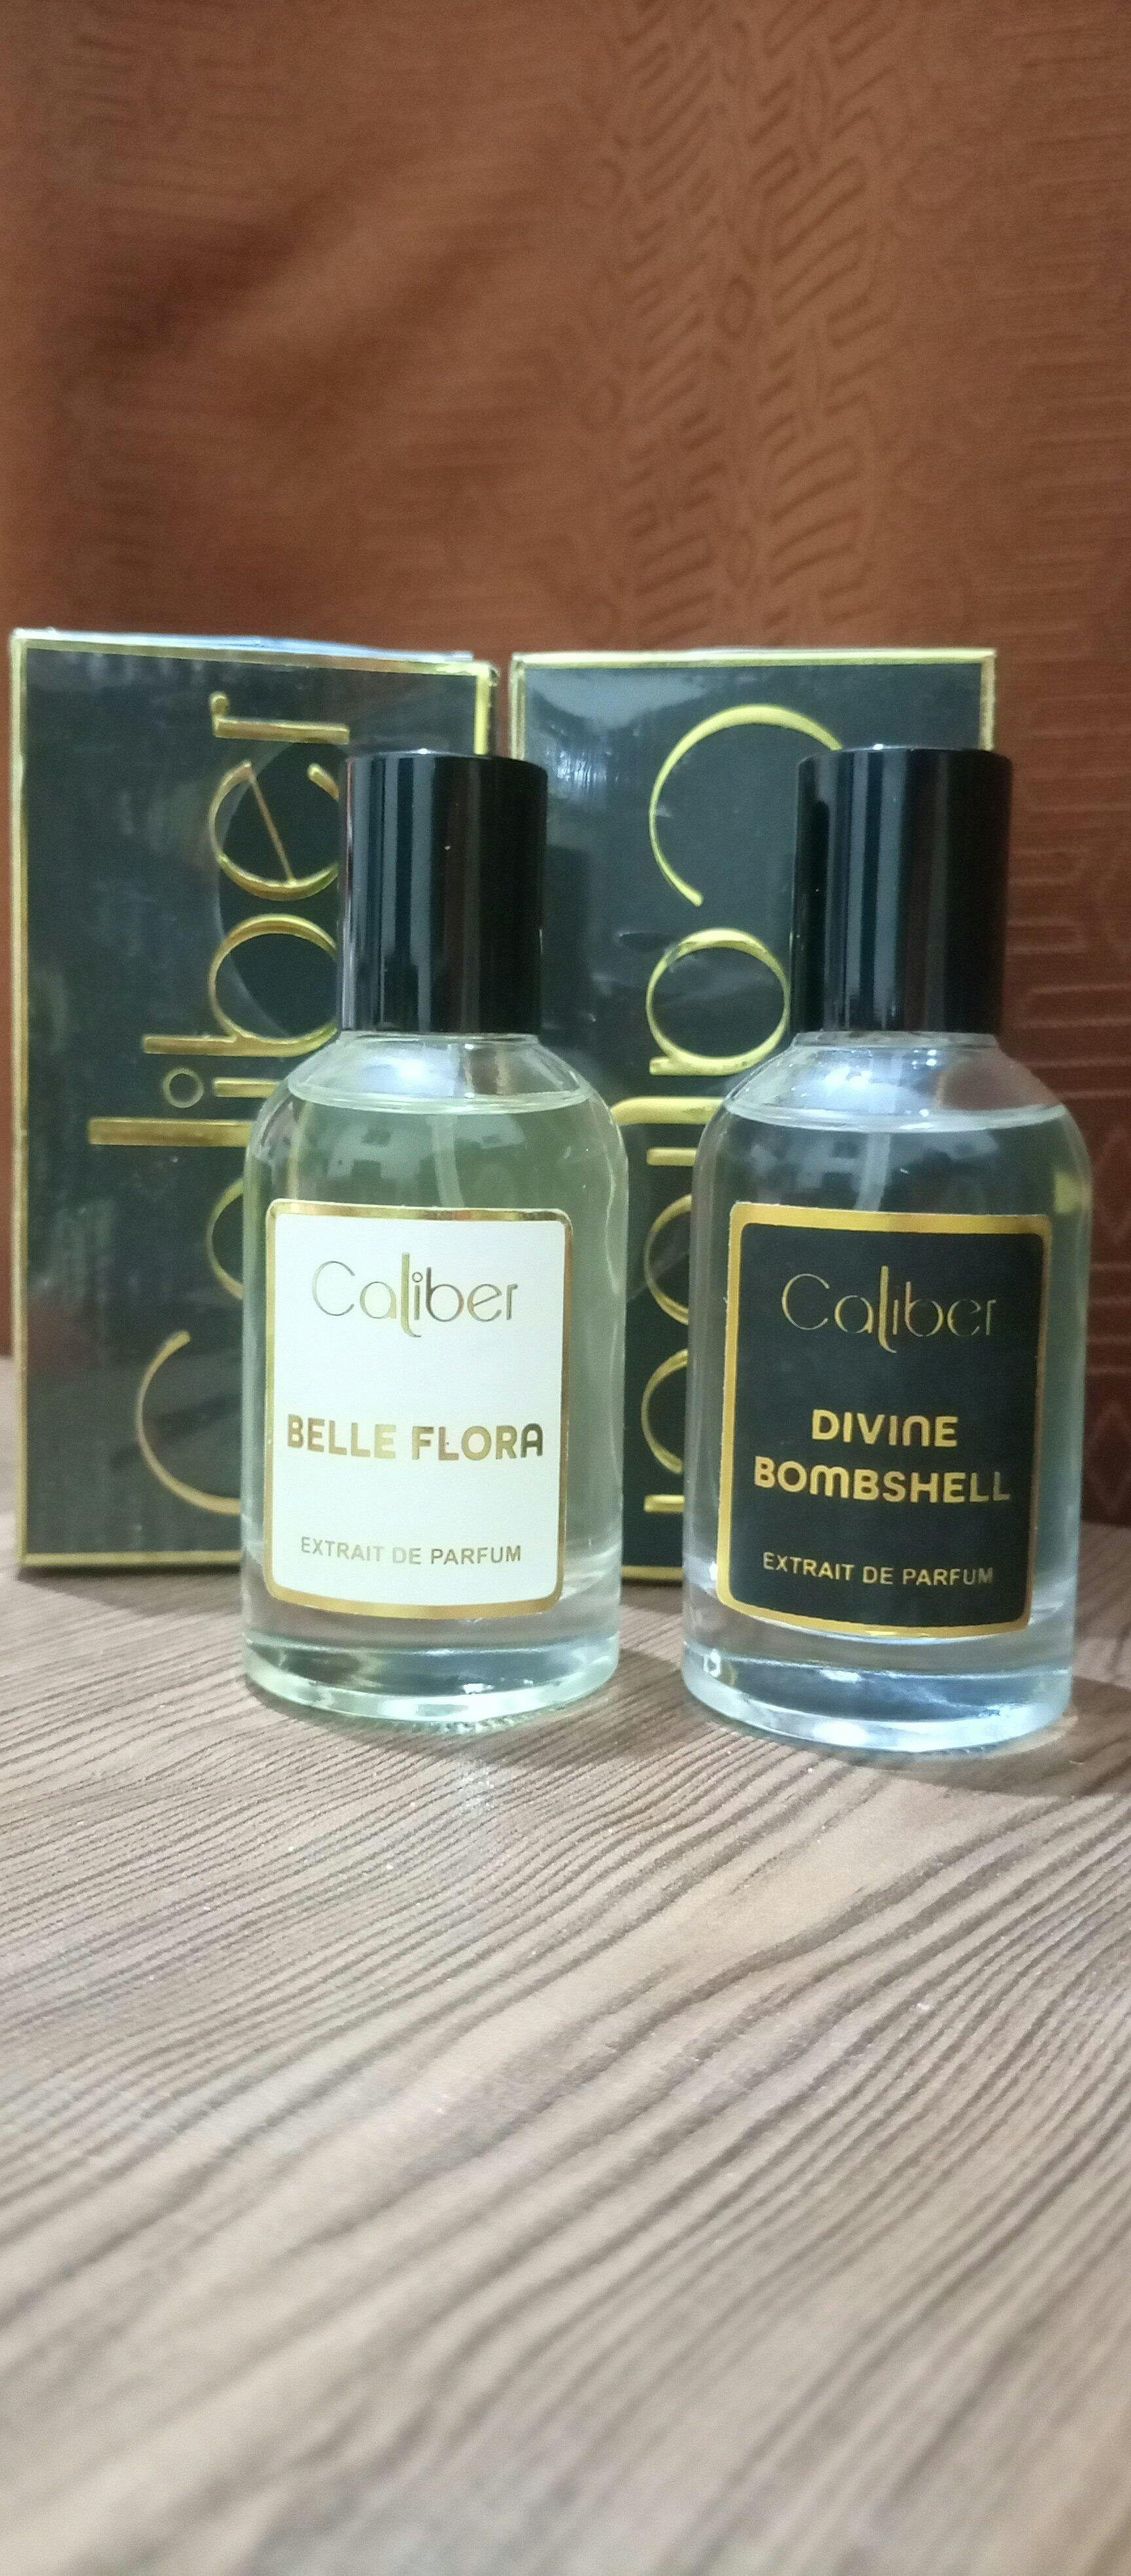 Caliber
Caliber
Caliber
BELLE FLORA
EXTRAIT DE PARFUM
Caliber
DIVINE
BOMBSHELL
EXTRAIT DE PARFUM